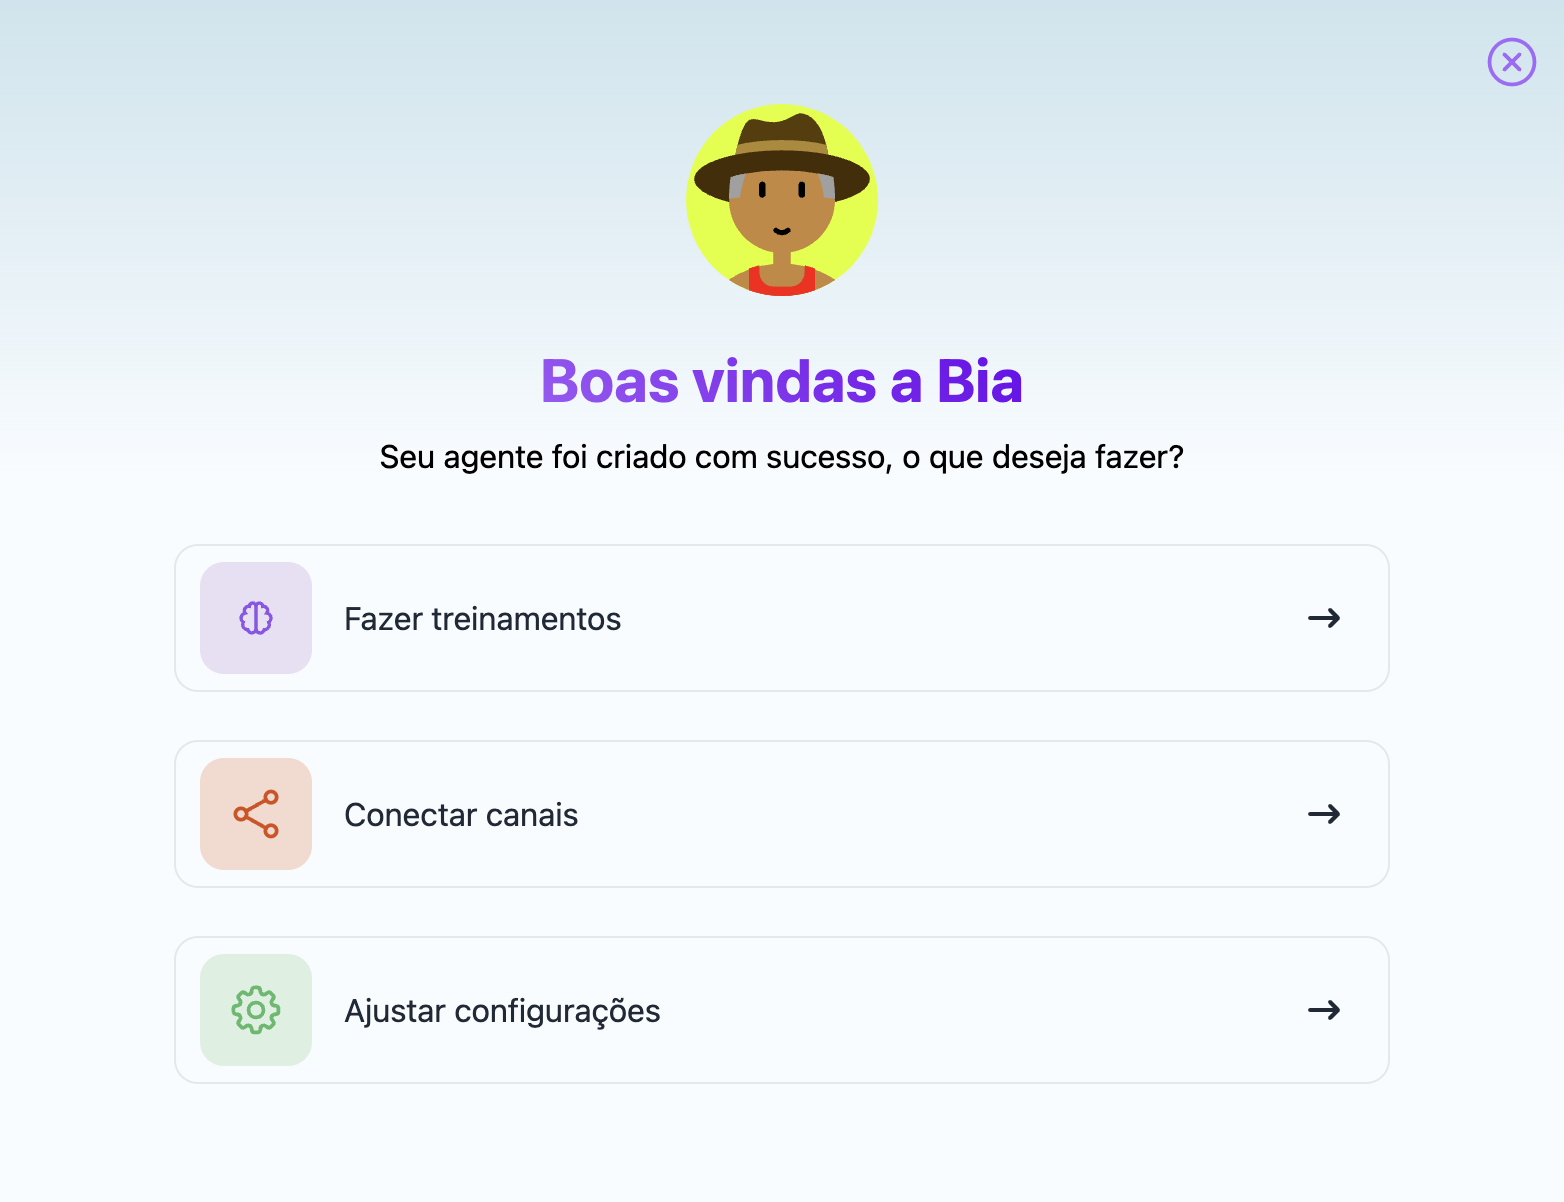 Boas vindas a Bia
Seu agente foi criado com sucesso, o que deseja fazer?
Fazer treinamentos
Conectar canais
Ajustar configurações